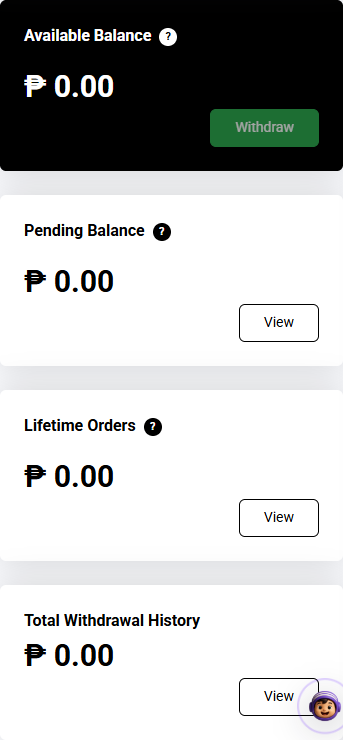 Available Balance ?
₱ 0.00
Withdraw
Pending Balance ?
₱ 0.00
View
Lifetime Orders ?
₱ 0.00
View
Total Withdrawal History
₱ 0.00
View